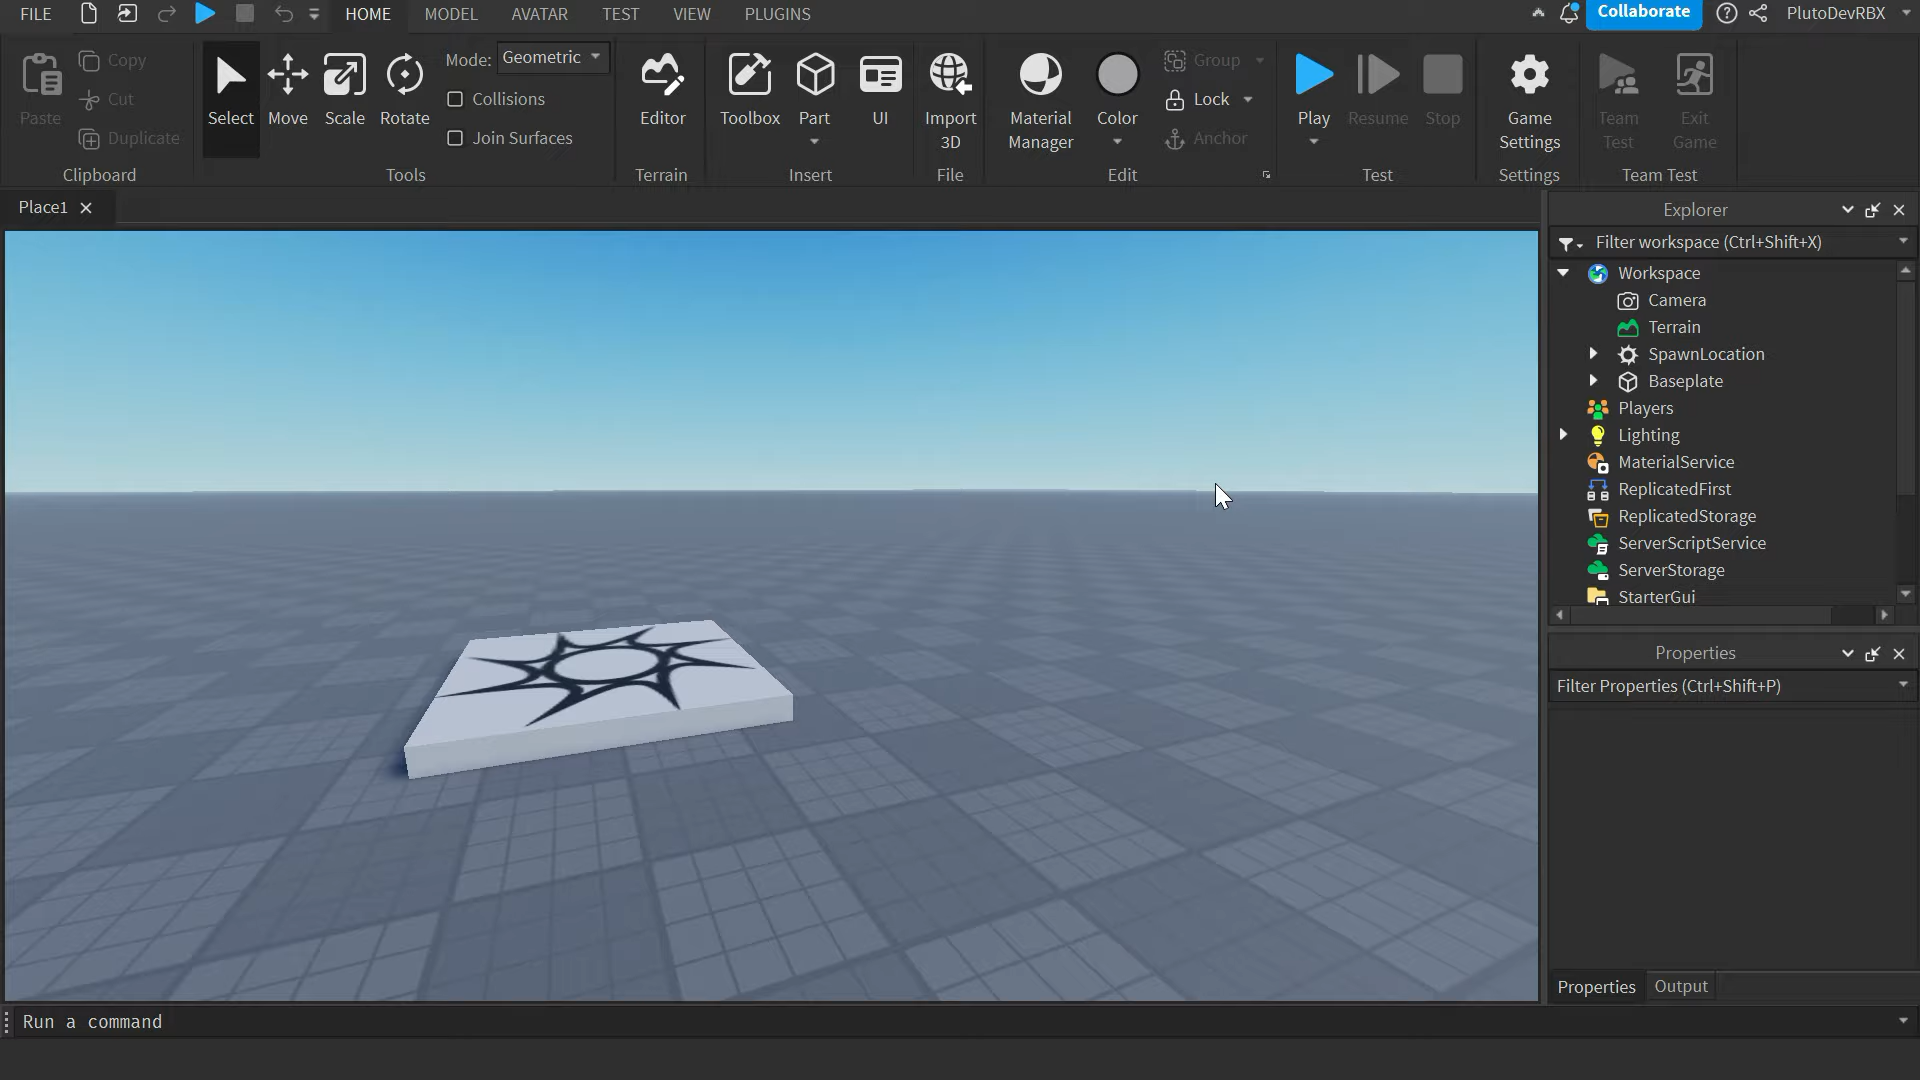 FILE HOME MODEL AVATAR TEST VIEW PLUGINS Collaborate PlutoDevRBX
Paste
Copy
Cut
Duplicate
Clipboard
Select Move Scale Rotate
Mode: Geometric
Collisions
Join Surfaces
Tools
Editor
Terrain
Toolbox Part UI
Insert
Import
3D
File
Material
Manager
Color
Group
Lock
Anchor
Edit
Play Resume Stop
Test
Game
Settings
Settings
Team
Test
Exit
Game
Team Test
Place1
Explorer
Filter workspace (Ctrl+Shift+X)
Workspace
Camera
Terrain
SpawnLocation
Baseplate
Players
Lighting
MaterialService
ReplicatedFirst
ReplicatedStorage
ServerScriptService
ServerStorage
StarterGui
Properties
Filter Properties (Ctrl+Shift+P)
Properties Output
Run a command